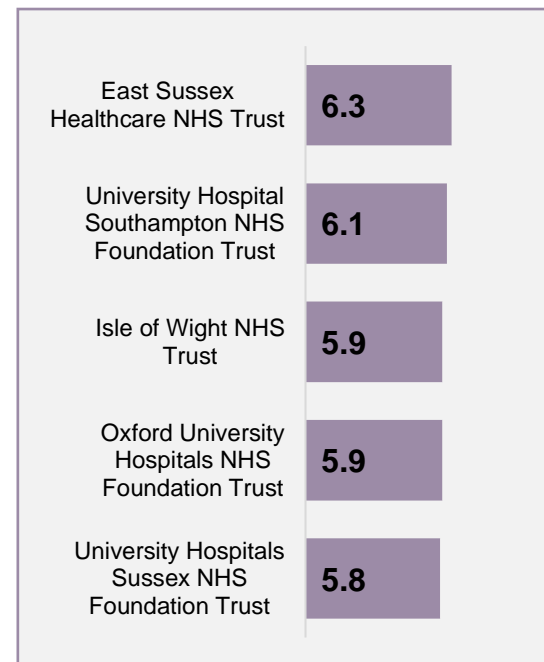 East Sussex
Healthcare NHS Trust
6.3
University Hospital
Southampton NHS
Foundation Trust
6.1
Isle of Wight NHS
Trust
5.9
Oxford University
Hospitals NHS
Foundation Trust
5.9
University Hospitals
Sussex NHS
Foundation Trust
5.8